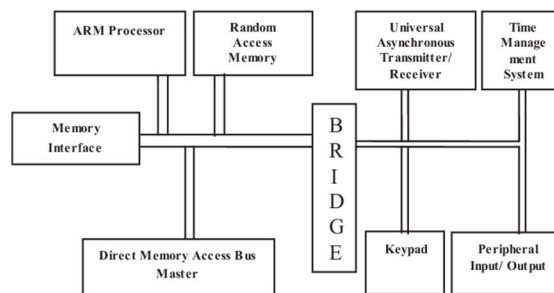 ARM Processor
Random
Access
Memory
Universal
Asynchronous
Transmitter/
Receiver
Time
Manage
ment
System
Memory
Interface
B
R
I
D
G
E
Direct Memory Access Bus
Master
Keypad
Peripheral
Input/ Output